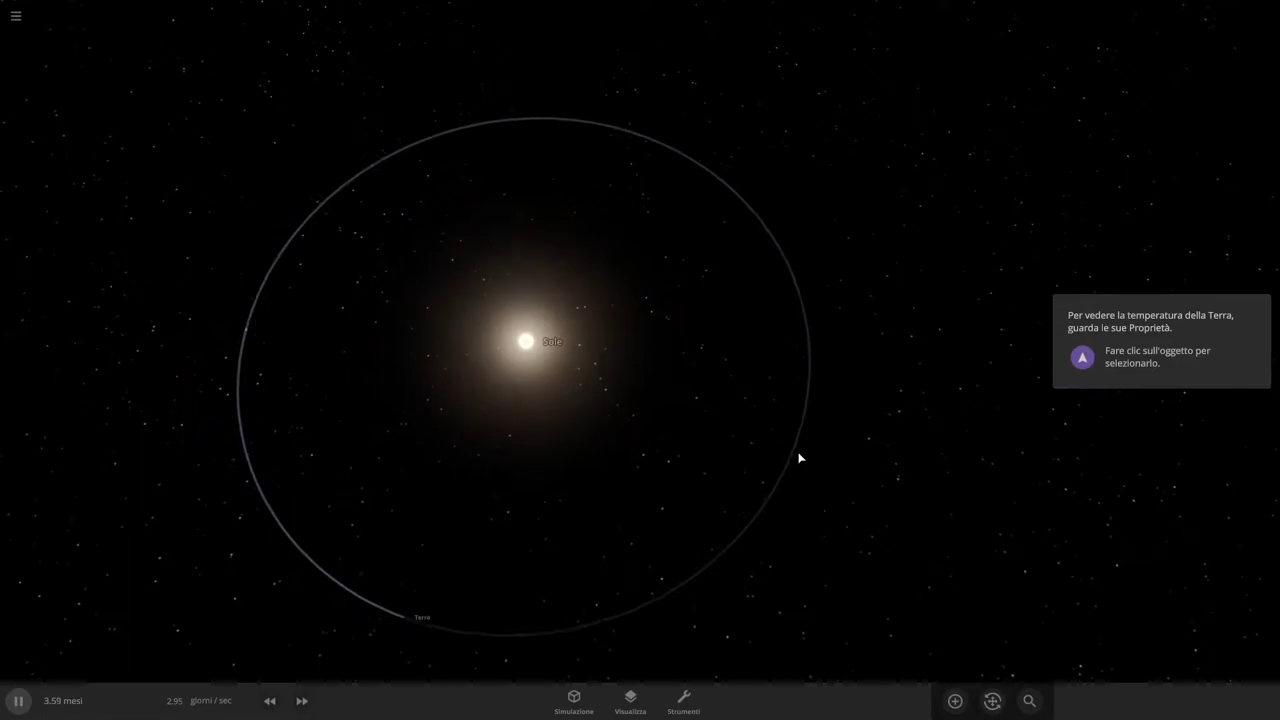 Sole
Per vedere la temperatura della Terra,
guarda le sue Proprietà.
Fare clic sull'oggetto per
selezionarlo.
Terra
3.59 mesi
2.95 giorni / sec
Simulazione
Visualizza
Strumenti